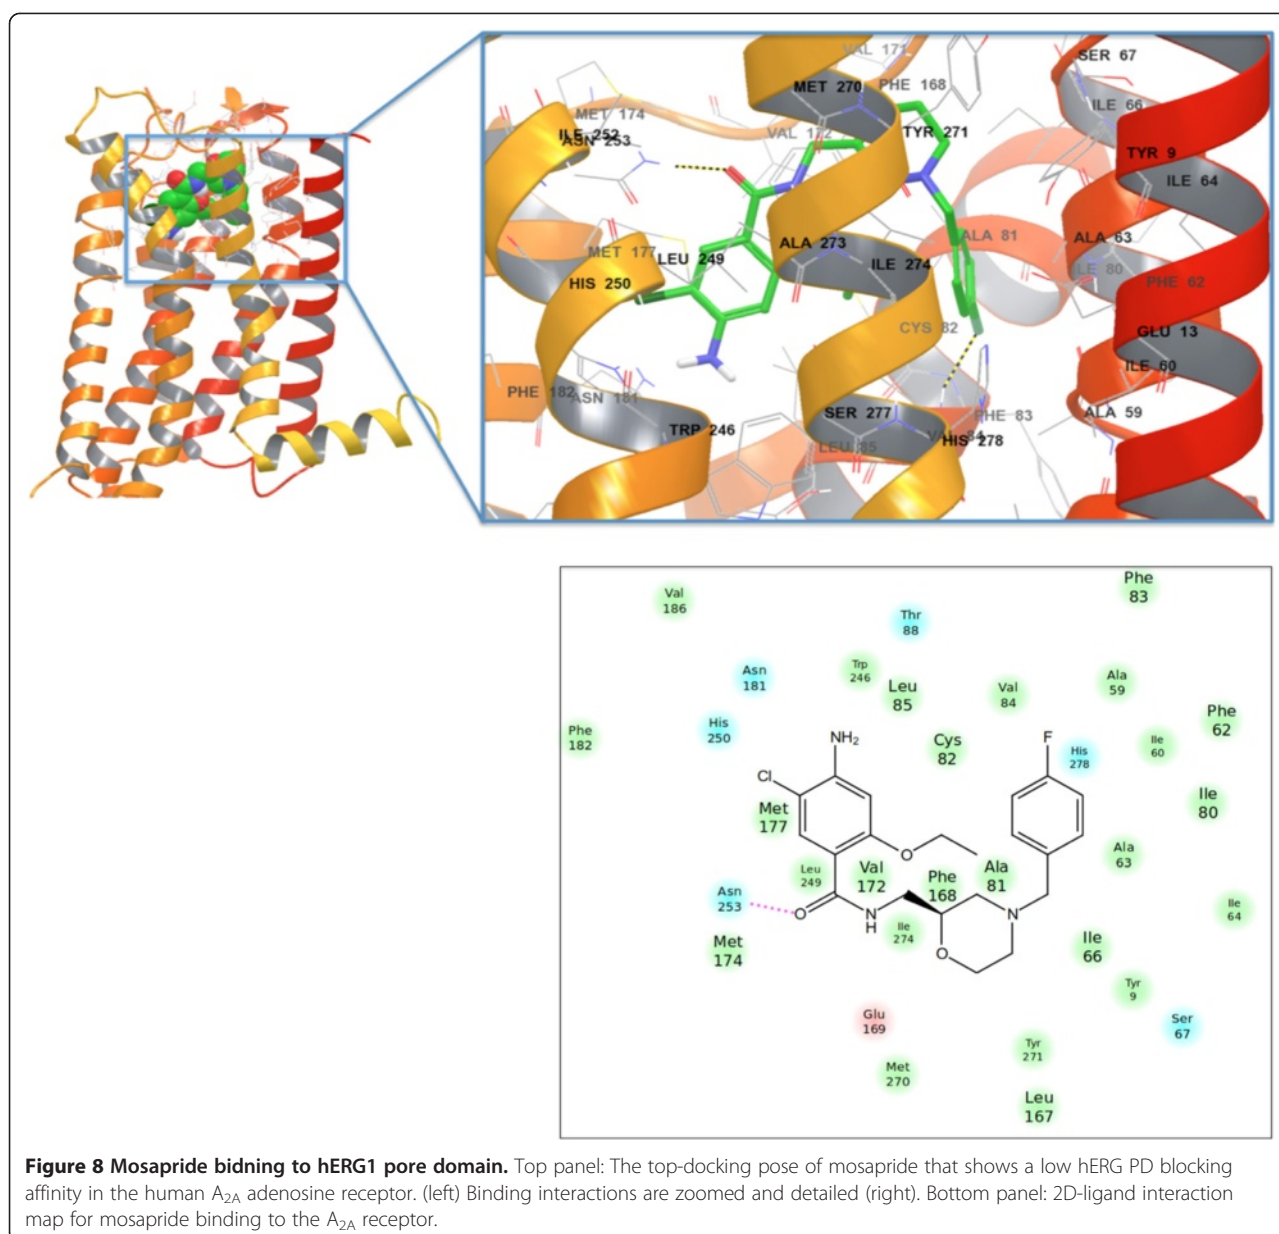 VAL 171
SER 67
MET 270
PHE 168
ILE 66
MET 174
ILE 252
ASN 253
VAL 172
TYR 271
TYR 9
ILE 64
MET 177
LEU 249
ALA 273
ILE 274
ALA 81
ALA 63
ILE 80
HIS 250
PHE 62
CYS 82
GLU 13
ILE 60
PHE 182
ASN 181
TRP 246
SER 277
PHE 83
ALA 59
LEU 85
VAL 84
HIS 278
Phe
83
Val
186
Thr
88
Asn
181
Trp
246
Leu
85
Val
84
Ala
59
Phe
62
Phe
182
His
250
NH2
Cys
82
F
His
278
Ile
60
Cl
Met
177
Ile
80
O
Leu
249
Val
172
Phe
168
Ala
81
Ala
63
Asn
253
O
N
H
Ile
274
N
Ile
64
Met
174
O
Ile
66
Tyr
9
Glu
169
Ser
67
Met
270
Tyr
271
Leu
167
Figure 8 Mosapride bidning to hERG1 pore domain. Top panel: The top-docking pose of mosapride that shows a low hERG PD blocking
affinity in the human A2A adenosine receptor. (left) Binding interactions are zoomed and detailed (right). Bottom panel: 2D-ligand interaction
map for mosapride binding to the A2A receptor.